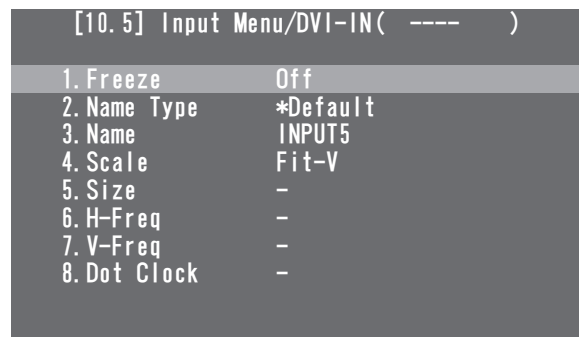 [10.5] Input Menu/DVI-IN( ---- )
1.Freeze Off
2.Name Type *Default
3.Name INPUT5
4.Scale Fit-V
5.Size -
6.H-Freq -
7.V-Freq -
8.Dot Clock -